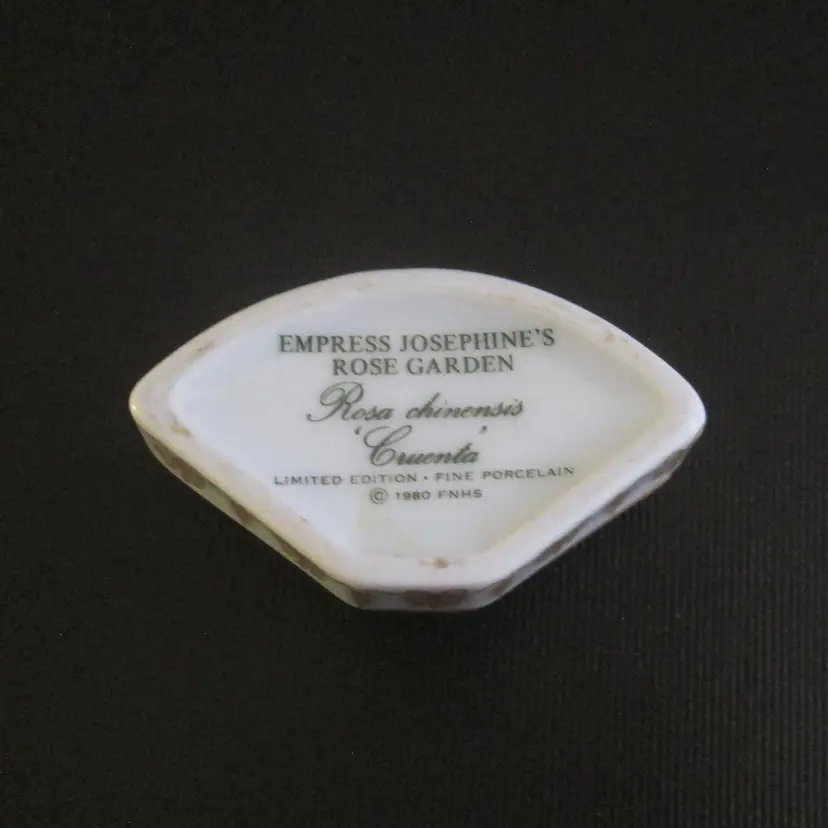 EMPRESS JOSEPHINE'S
ROSE GARDEN
Rosa chinensis
'Cruenta'
LIMITED EDITION · FINE PORCELAIN
© 1980 FNHS